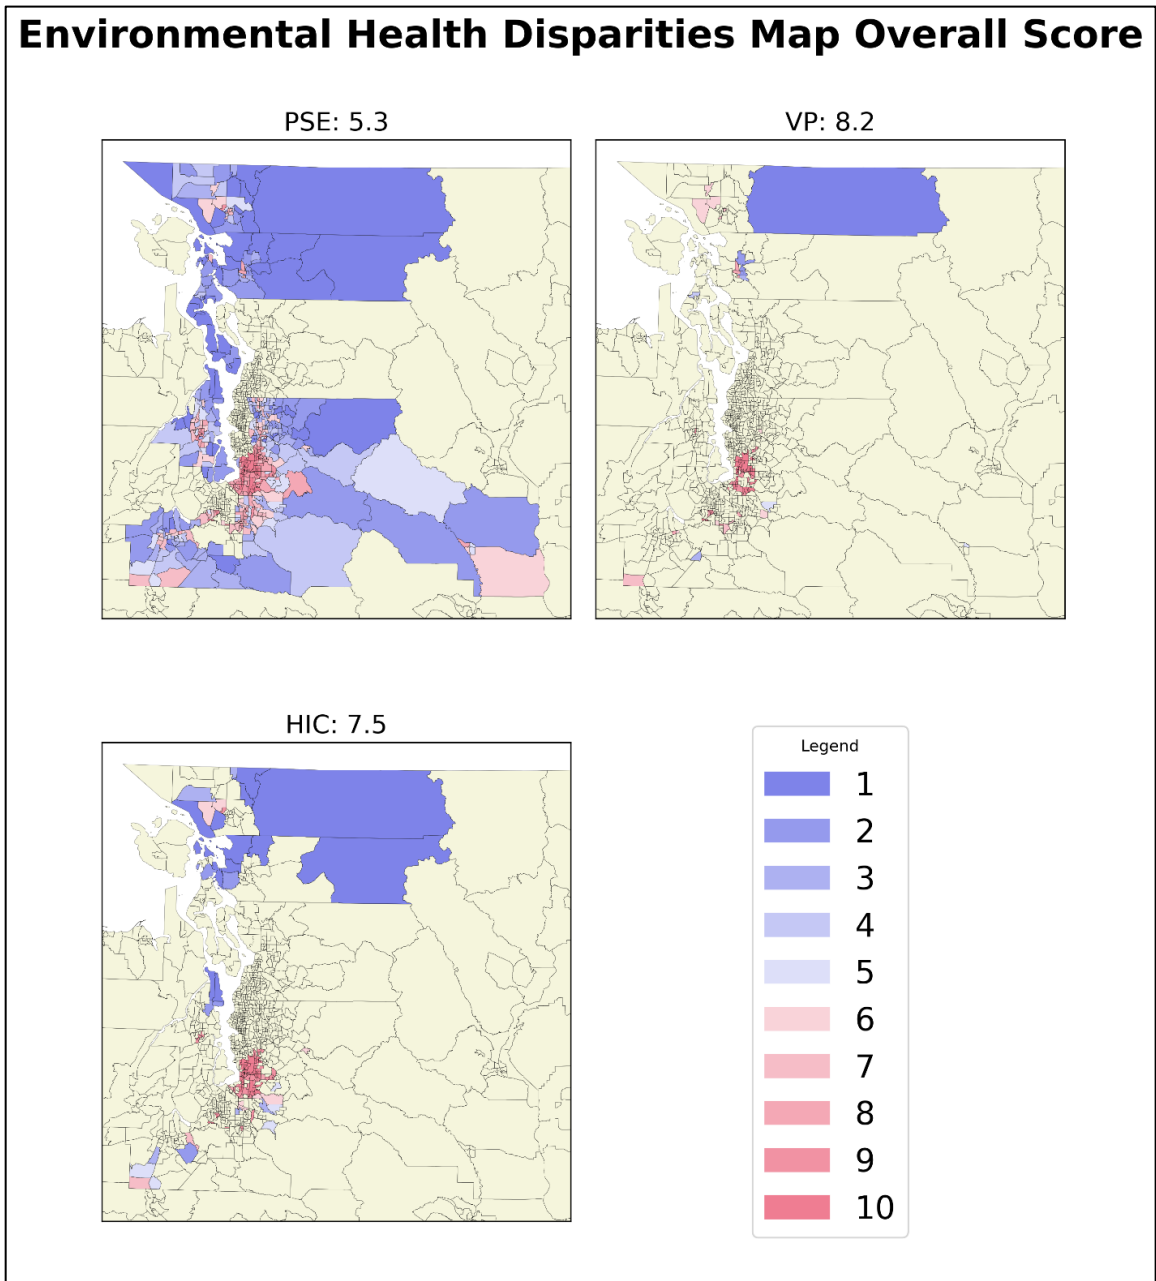 Environmental Health Disparities Map Overall Score
PSE: 5.3
VP: 8.2
HIC: 7.5
Legend
1
2
3
4
5
6
7
8
9
10